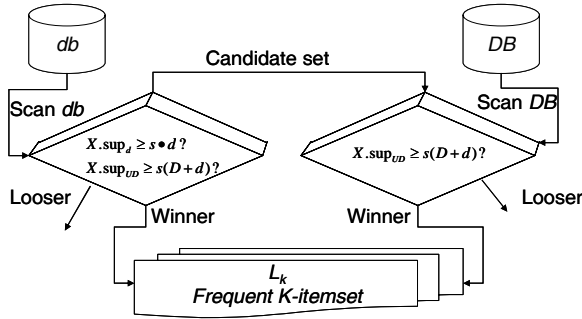 db
DB
Candidate set
Scan db
Scan DB
X.sup_d ≥ s•d?
X.sup_UD ≥ s(D+d)?
X.sup_UD ≥ s(D+d)?
Looser
Winner
Winner
Looser
L_k
Frequent K-itemset